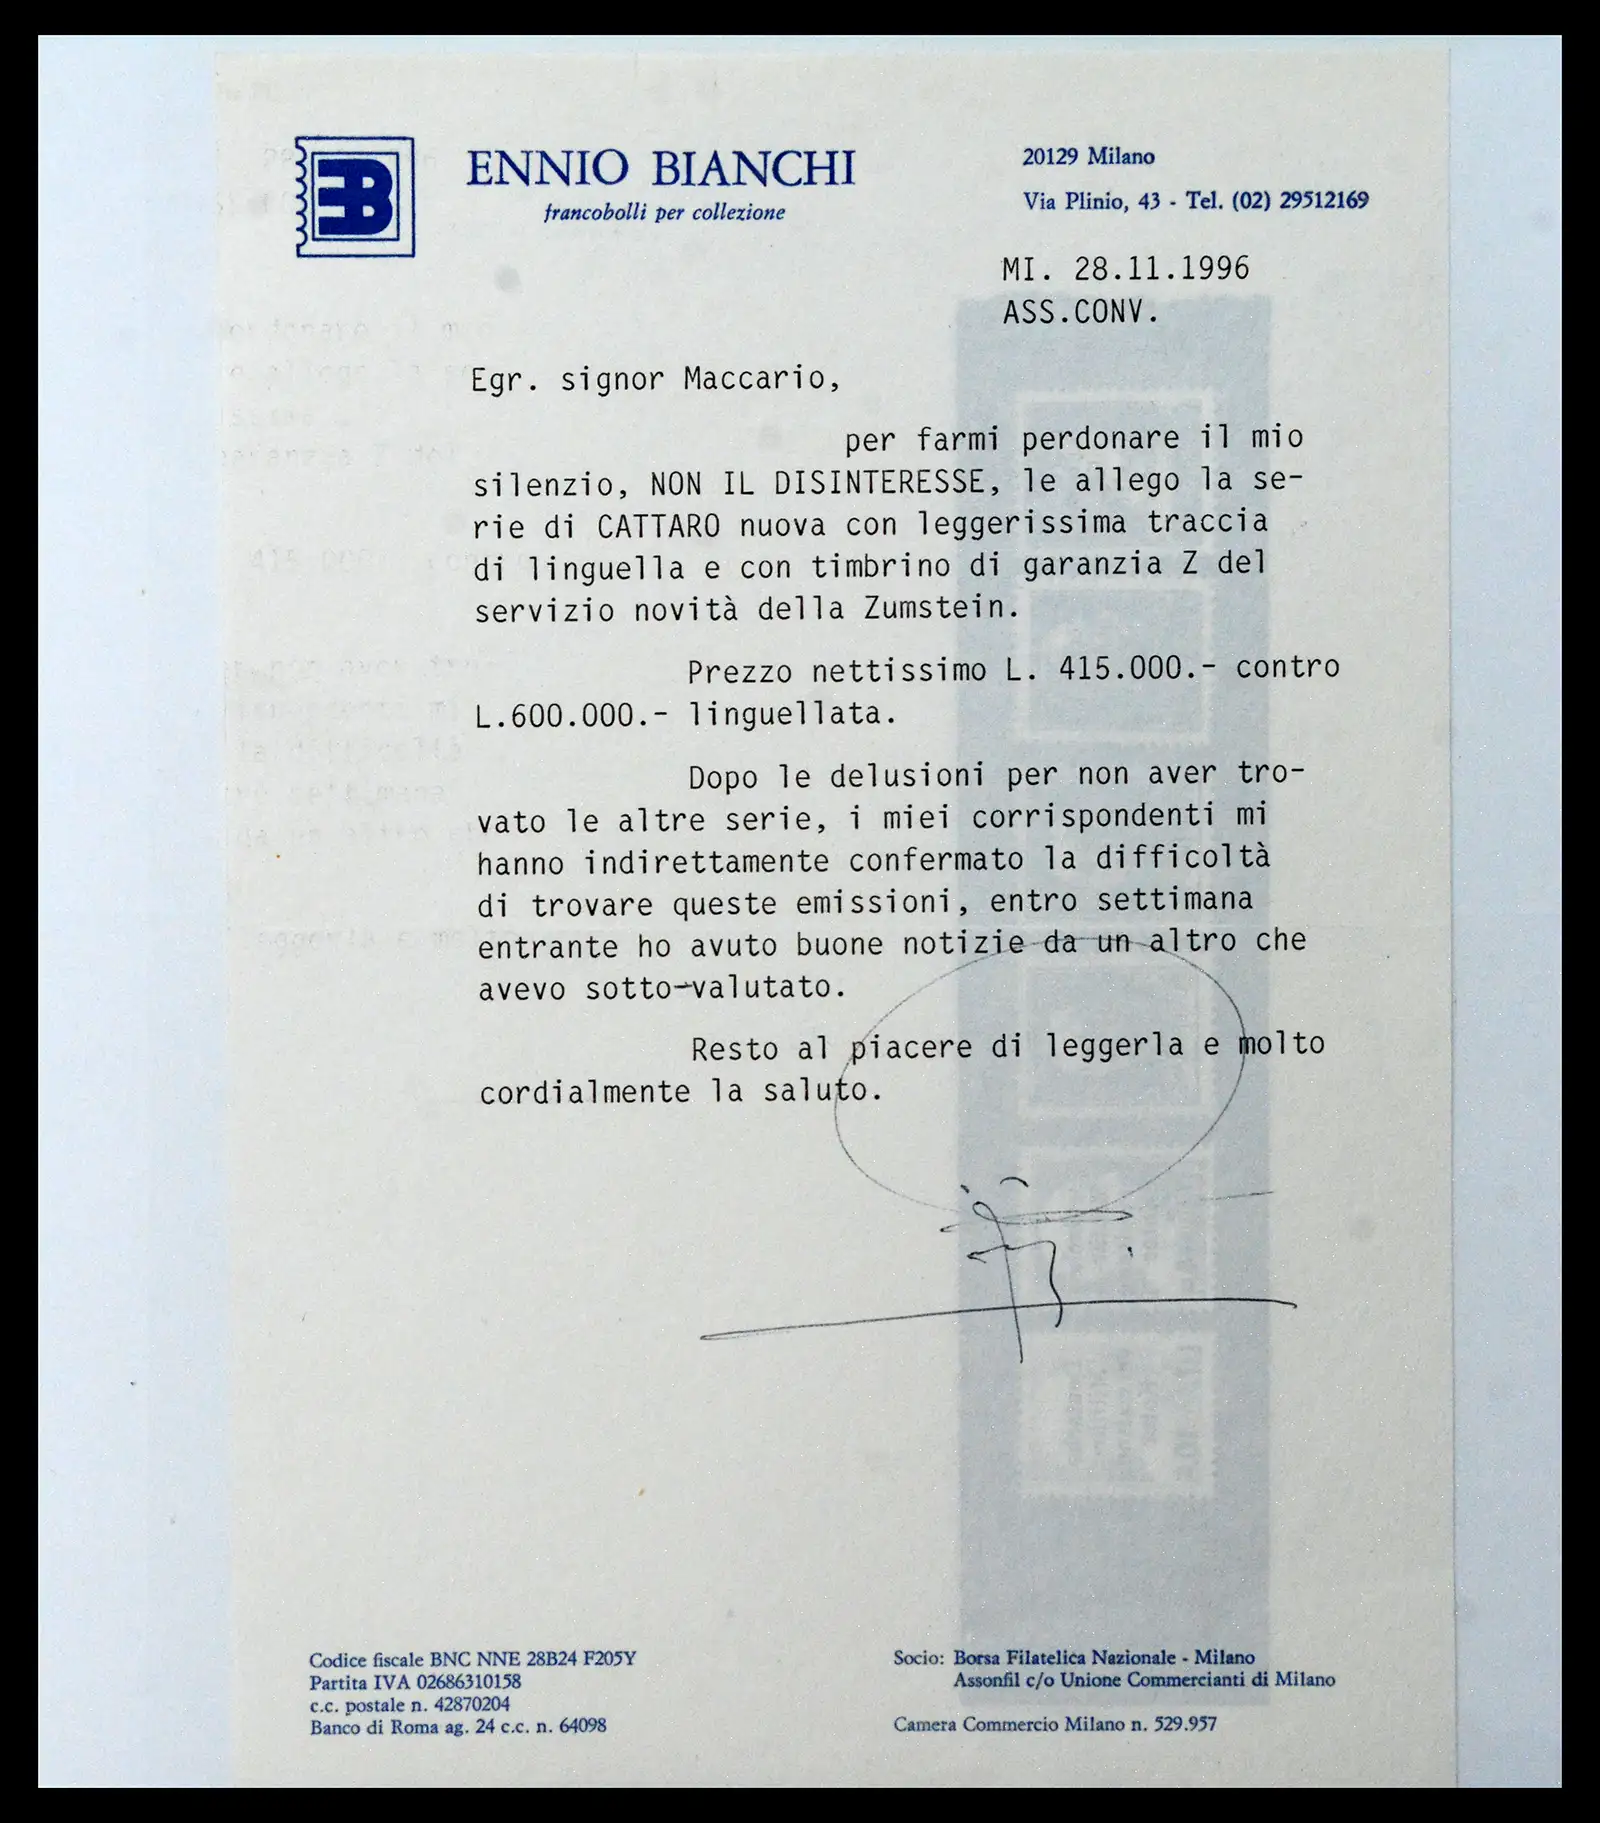 EB
ENNIO BIANCHI
francobolli per collezione
20129 Milano
Via Plinio, 43 - Tel. (02) 29512169
MI. 28.11.1996
ASS.CONV.
Egr. signor Maccario,
per farmi perdonare il mio
silenzio, NON IL DISINTERESSE, le allego la se-
rie di CATTARO nuova con leggerissima traccia
di linguella e con timbrino di garanzia Z del
servizio novità della Zumstein.
Prezzo nettissimo L. 415.000.- contro
L.600.000.- linguellata.
Dopo le delusioni per non aver tro-
vato le altre serie, i miei corrispondenti mi
hanno indirettamente confermato la difficoltà
di trovare queste emissioni, entro settimana
entrante ho avuto buone notizie da un altro che
avevo sotto-valutato.
Resto al piacere di leggerla e molto
cordialmente la saluto.
Codice fiscale BNC NNE 28B24 F205Y
Partita IVA 02686310158
c.c. postale n. 42870204
Banco di Roma ag. 24 c.c. n. 64098
Socio: Borsa Filatelica Nazionale - Milano
Assonfil c/o Unione Commercianti di Milano
Camera Commercio Milano n. 529.957